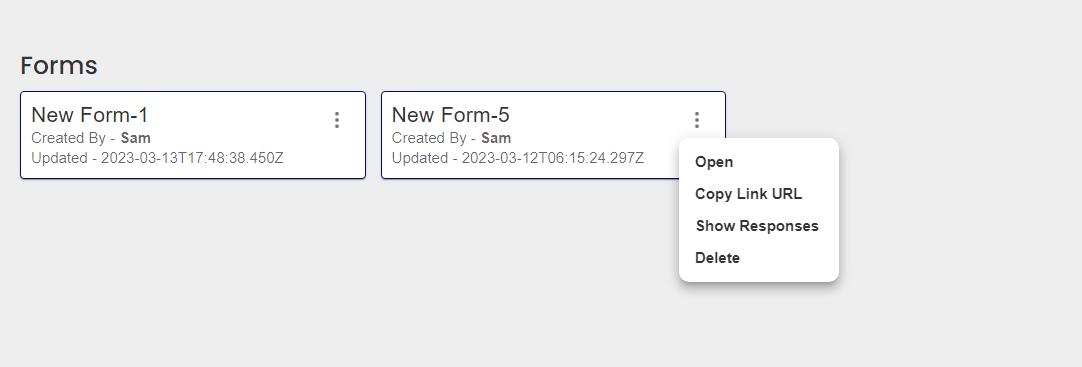 Forms
New Form-1
Created By - Sam
Updated - 2023-03-13T17:48:38.450Z
New Form-5
Created By - Sam
Updated - 2023-03-12T06:15:24.297Z
Open
Copy Link URL
Show Responses
Delete